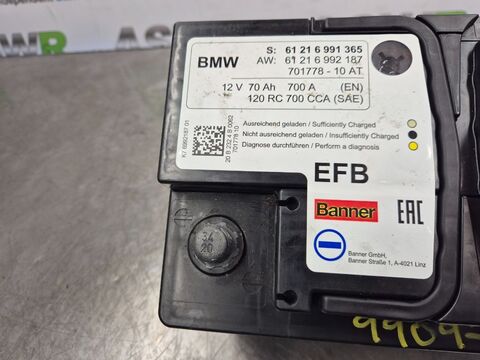 S: 61 21 6 991 365
BMW AW: 61 21 6 992 187
701778 - 10 AT
12 V 70 Ah 700 A (EN)
120 RC 700 CCA (SAE)
Ausreichend geladen / Sufficiently Charged
Nicht ausreichend geladen / Insufficiently Charged
Diagnose durchführen / Perform a diagnosis
EFB
Banner
EAC
Banner GmbH,
Banner Straße 1, A-4021 Linz
34
20